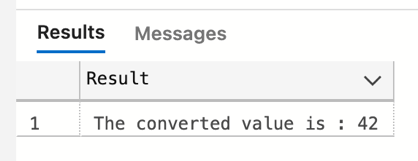 Results Messages
Result
1 The converted value is : 42